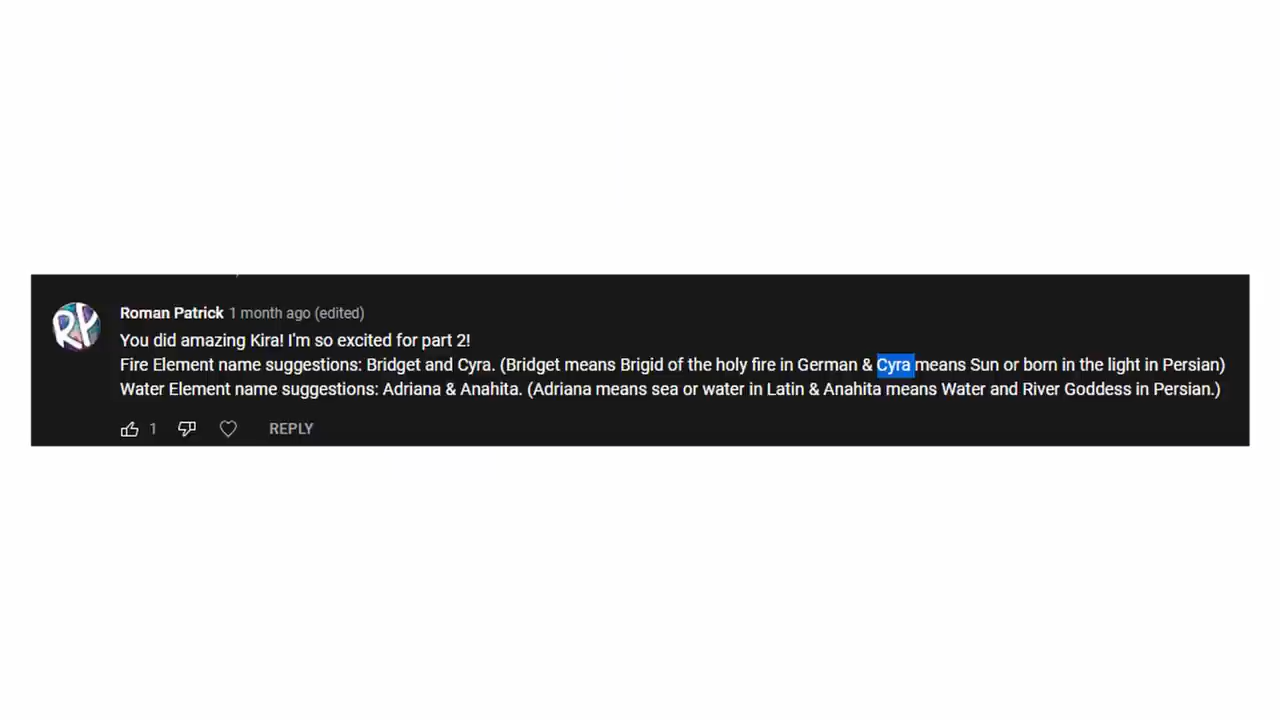 RP
Roman Patrick 1 month ago (edited)
You did amazing Kira! I'm so excited for part 2!
Fire Element name suggestions: Bridget and Cyra. (Bridget means Brigid of the holy fire in German & Cyra means Sun or born in the light in Persian)
Water Element name suggestions: Adriana & Anahita. (Adriana means sea or water in Latin & Anahita means Water and River Goddess in Persian.)
1 REPLY